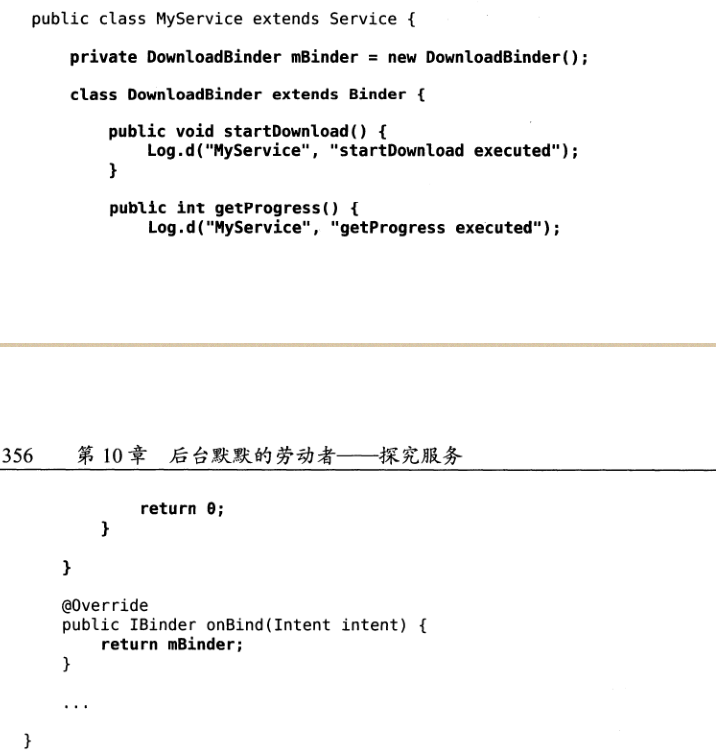 public class MyService extends Service {
private DownloadBinder mBinder = new DownloadBinder();
class DownloadBinder extends Binder {
public void startDownload() {
Log.d("MyService", "startDownload executed");
}
public int getProgress() {
Log.d("MyService", "getProgress executed");
356 第 10 章 后台默默的劳动者——探究服务
return 0;
}
}
@Override
public IBinder onBind(Intent intent) {
return mBinder;
}
...
}